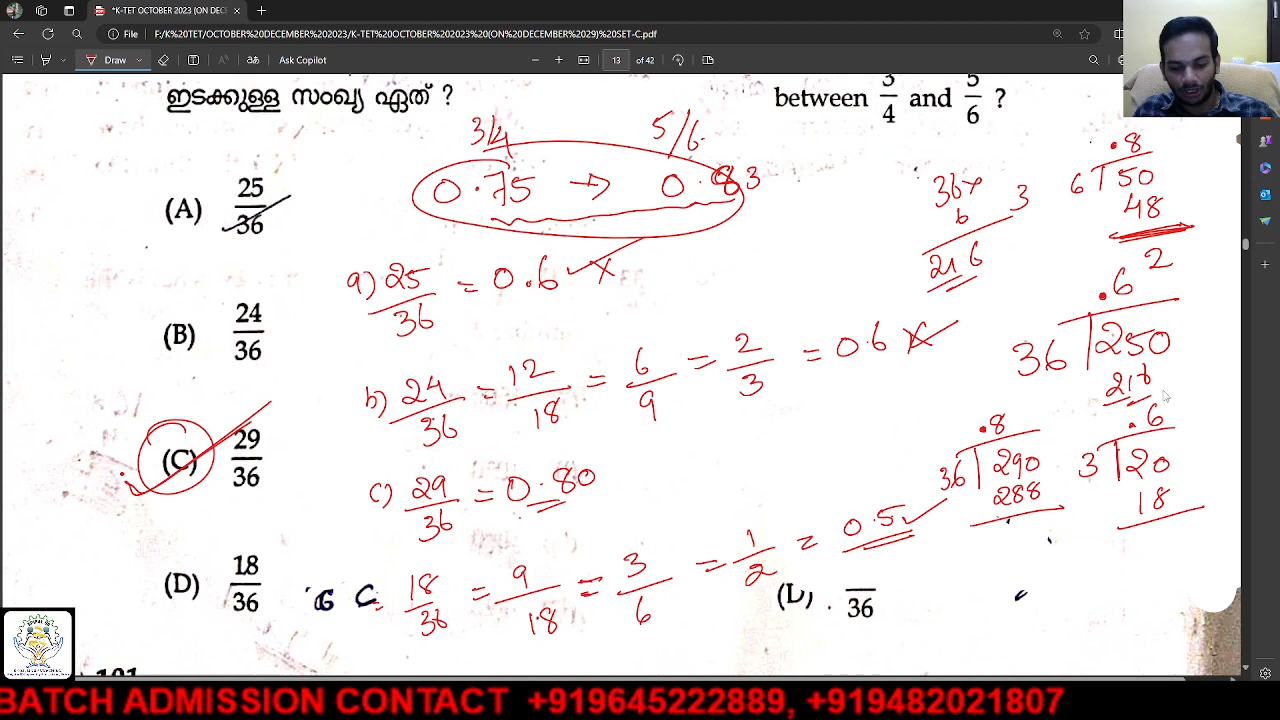 *K-TET OCTOBER 2023 (ON DECEM
File F:/K%20TET/OCTOBER%20DECEMBER%202023/K-TET%20OCTOBER%202023%20(ON%20DECEMBER%2029)%20SET-C.pdf
Draw Ask Copilot 13 of 42
ഇടക്കുള്ള സംഖ്യ ഏത് ?
between 3/4 and 5/6 ?
3/4 5/6
0.75 → 0.83
(A) 25/36
(B) 24/36
(C) 29/36
(D) 18/36
a) 25/36 = 0.6 ×
b) 24/36 = 12/18 = 6/9 = 2/3 = 0.6 ×
c) 29/36 = 0.80
= 18/36 = 9/18 = 3/6 = 1/2 = 0.5
36×
6
216
3
.8
6 50
48
.62
36 250
216
.8
36 290
288
.6
3 20
18
36
BATCH ADMISSION CONTACT +919645222889, +919482021807